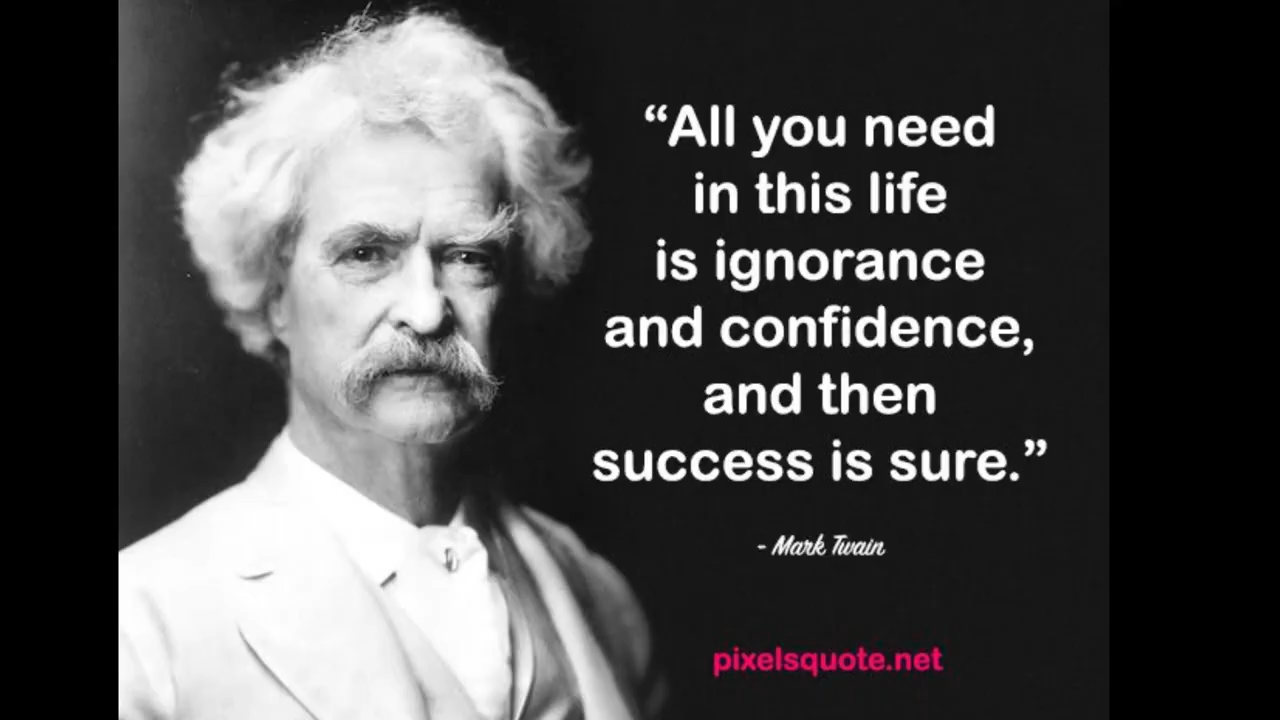 “All you need
in this life
is ignorance
and confidence,
and then
success is sure.”
- Mark Twain
pixelsquote.net